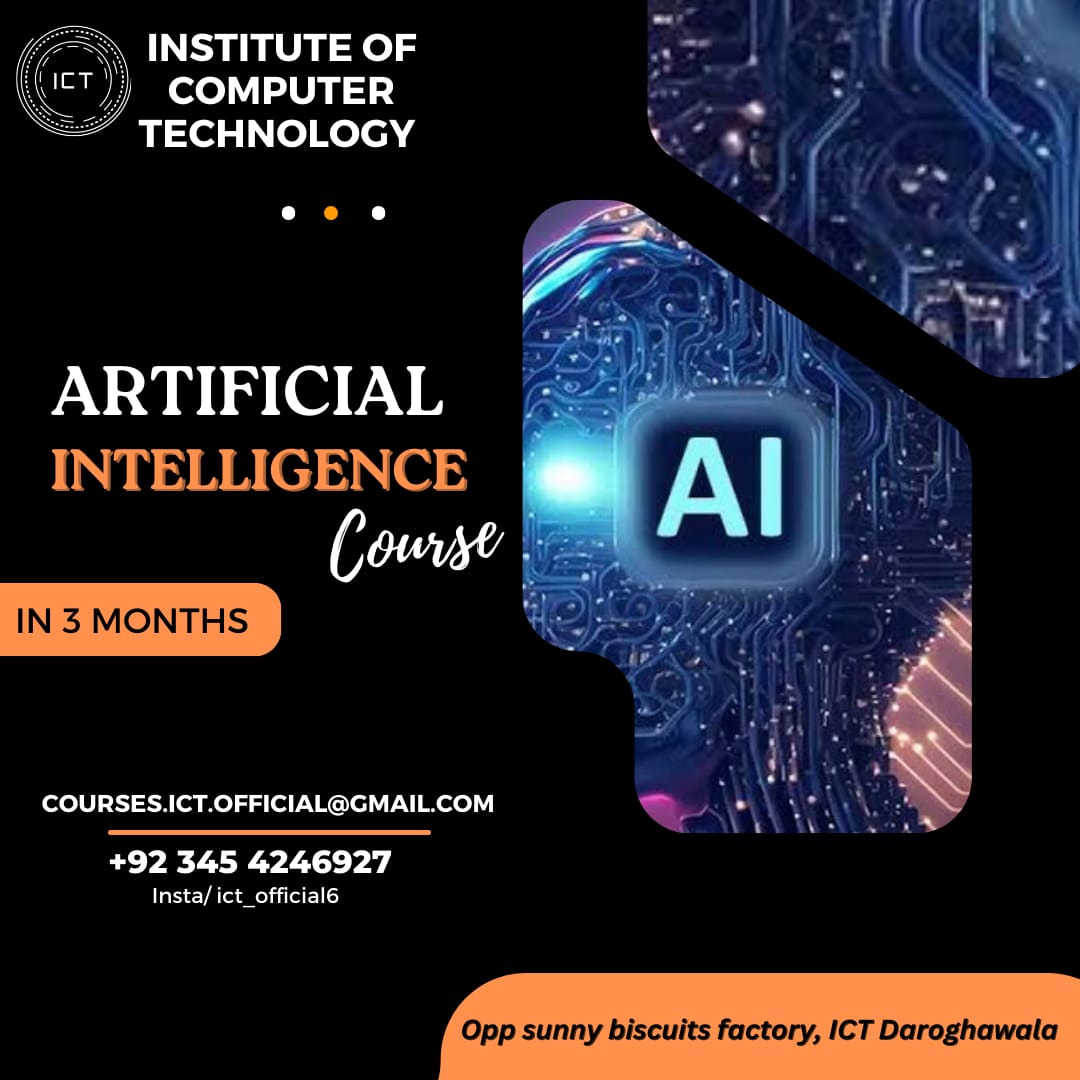 ICT
INSTITUTE OF
COMPUTER
TECHNOLOGY
ARTIFICIAL
INTELLIGENCE
Course
IN 3 MONTHS
AI
COURSES.ICT.OFFICIAL@GMAIL.COM
+92 345 4246927
Insta/ ict_official6
Opp sunny biscuits factory, ICT Daroghawala